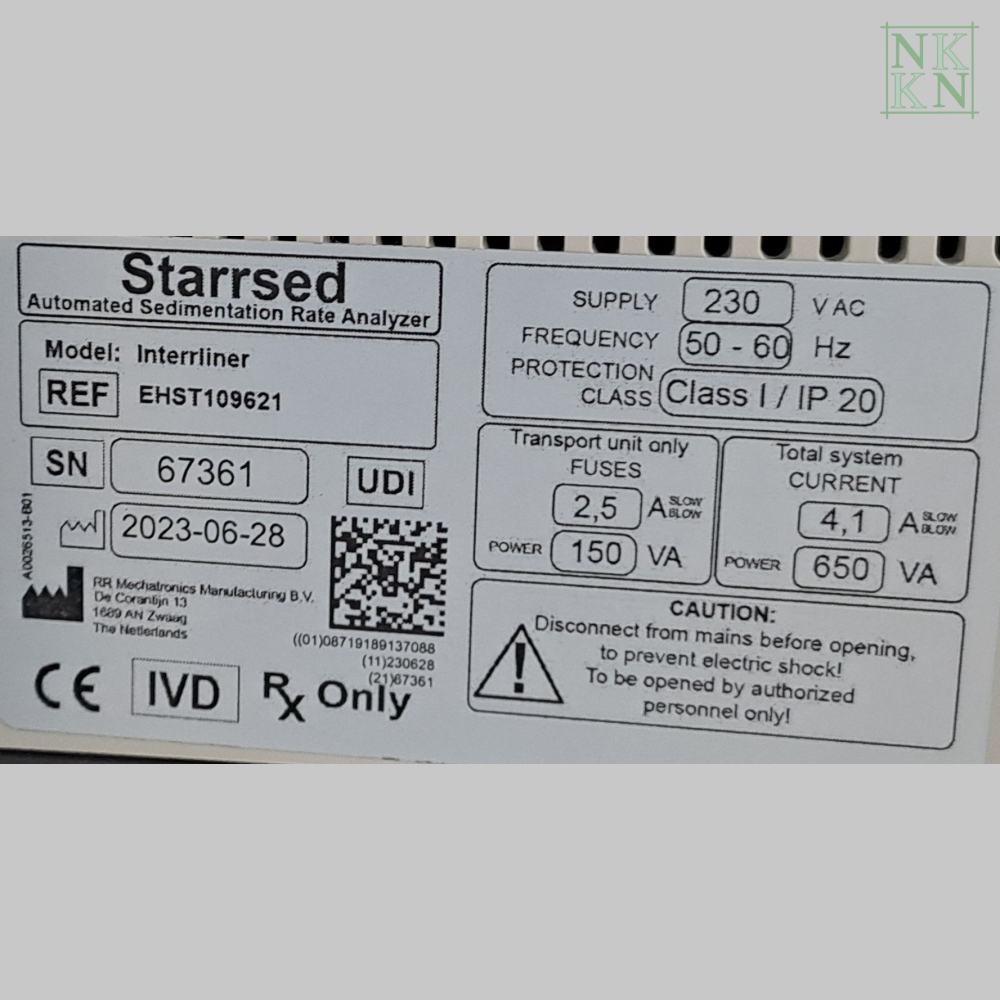 NK
KN
Starrsed
Automated Sedimentation Rate Analyzer
Model: Interrliner
REF EHST109621
SN 67361 UDI
2023-06-28
A0026513-B01
RR Mechatronics Manufacturing B.V.
De Corantijn 13
1689 AN Zwaag
The Netherlands
((01)08719189137088
(11)230628
(21)67361
CE IVD Rx Only
SUPPLY 230 V AC
FREQUENCY 50 - 60 Hz
PROTECTION
CLASS Class I / IP 20
Transport unit only
FUSES
2,5 A SLOW BLOW
POWER 150 VA
Total system
CURRENT
4,1 A SLOW BLOW
POWER 650 VA
CAUTION:
Disconnect from mains before opening,
to prevent electric shock!
To be opened by authorized
personnel only!